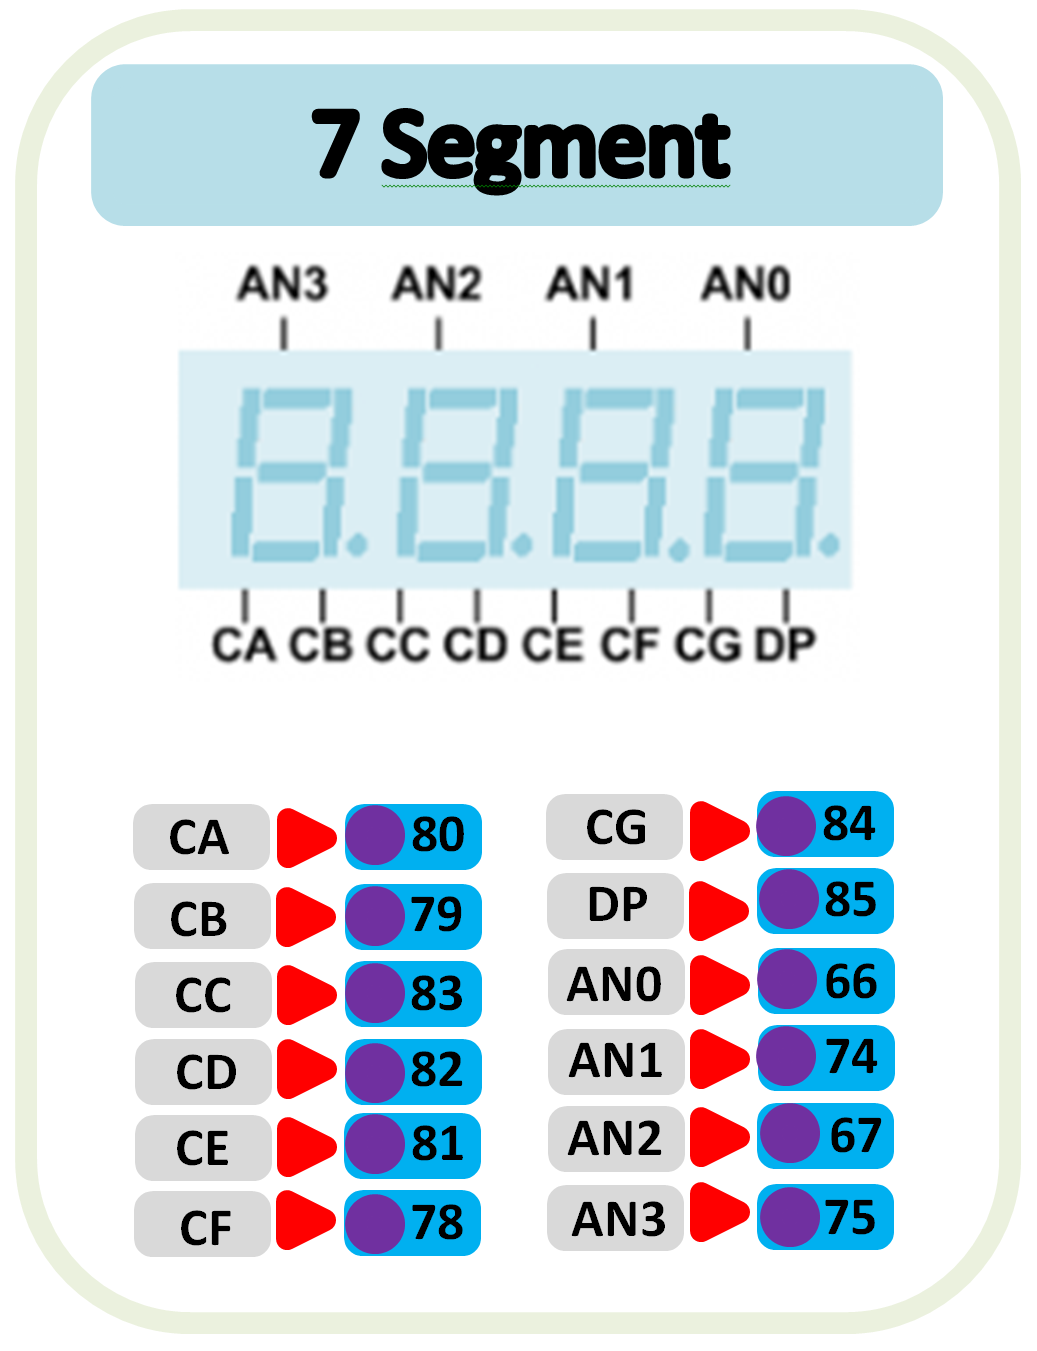 7 Segment
AN3 AN2 AN1 AN0
CA CB CC CD CE CF CG DP
CA 80
CB 79
CC 83
CD 82
CE 81
CF 78
CG 84
DP 85
AN0 66
AN1 74
AN2 67
AN3 75